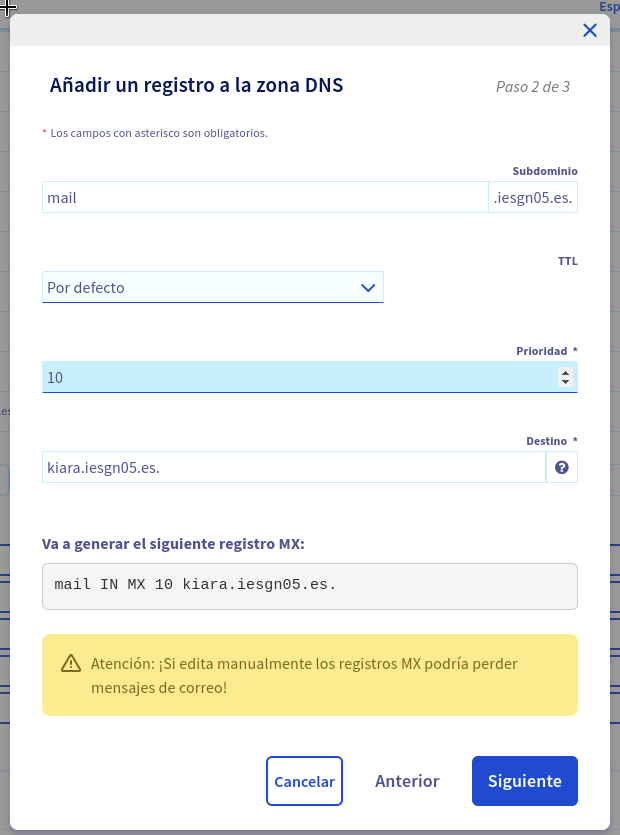 Esp
Añadir un registro a la zona DNS
Paso 2 de 3
* Los campos con asterisco son obligatorios.
Subdominio
mail
.iesgn05.es.
TTL
Por defecto
Prioridad *
10
Destino *
kiara.iesgn05.es.
Va a generar el siguiente registro MX:
mail IN MX 10 kiara.iesgn05.es.
Atención: ¡Si edita manualmente los registros MX podría perder
mensajes de correo!
Cancelar
Anterior
Siguiente